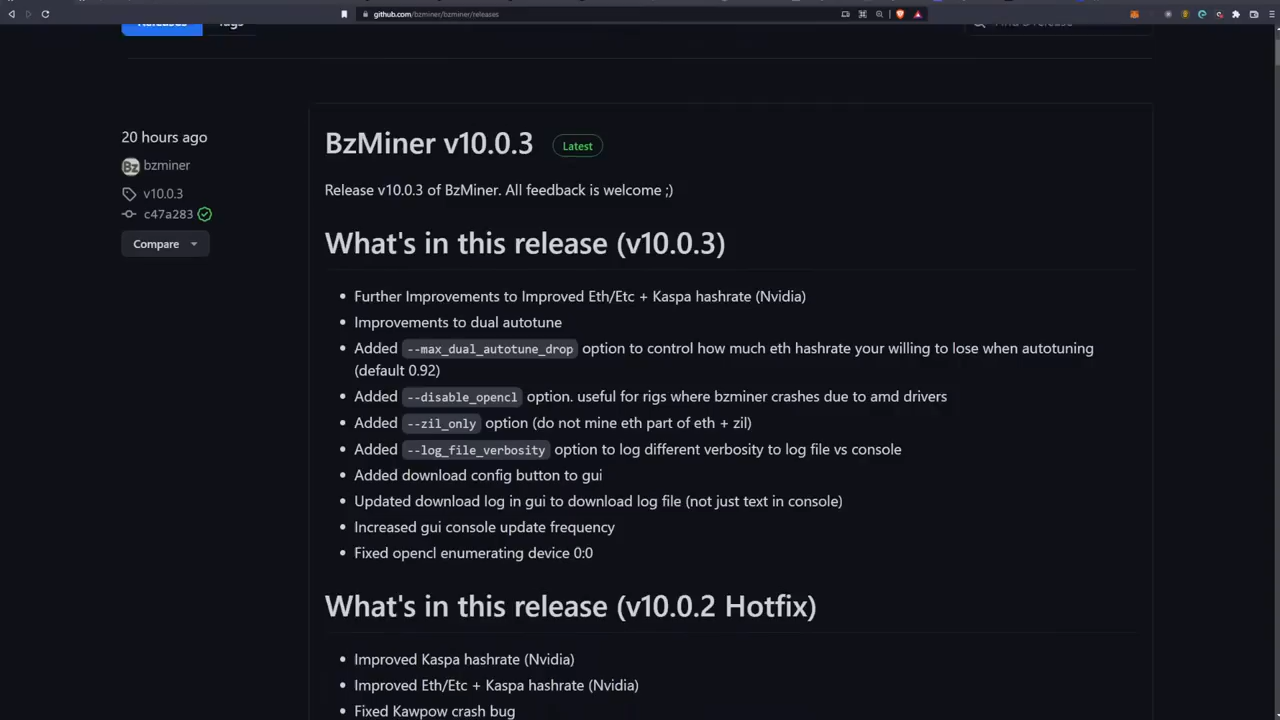 github.com/bzminer/bzminer/releases
Releases
Tags
Find a release
20 hours ago
Bz bzminer
v10.0.3
c47a283
Compare
BzMiner v10.0.3
Latest
Release v10.0.3 of BzMiner. All feedback is welcome ;)
What's in this release (v10.0.3)
Further Improvements to Improved Eth/Etc + Kaspa hashrate (Nvidia)
Improvements to dual autotune
Added --max_dual_autotune_drop option to control how much eth hashrate your willing to lose when autotuning
(default 0.92)
Added --disable_opencl option. useful for rigs where bzminer crashes due to amd drivers
Added --zil_only option (do not mine eth part of eth + zil)
Added --log_file_verbosity option to log different verbosity to log file vs console
Added download config button to gui
Updated download log in gui to download log file (not just text in console)
Increased gui console update frequency
Fixed opencl enumerating device 0:0
What's in this release (v10.0.2 Hotfix)
Improved Kaspa hashrate (Nvidia)
Improved Eth/Etc + Kaspa hashrate (Nvidia)
Fixed Kawpow crash bug